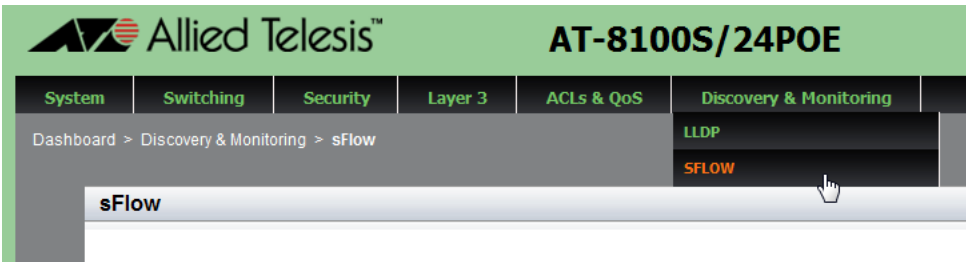 Allied Telesis™ AT-8100S/24POE
System Switching Security Layer 3 ACLs & QoS Discovery & Monitoring
Dashboard > Discovery & Monitoring > sFlow
LLDP
SFLOW
sFlow